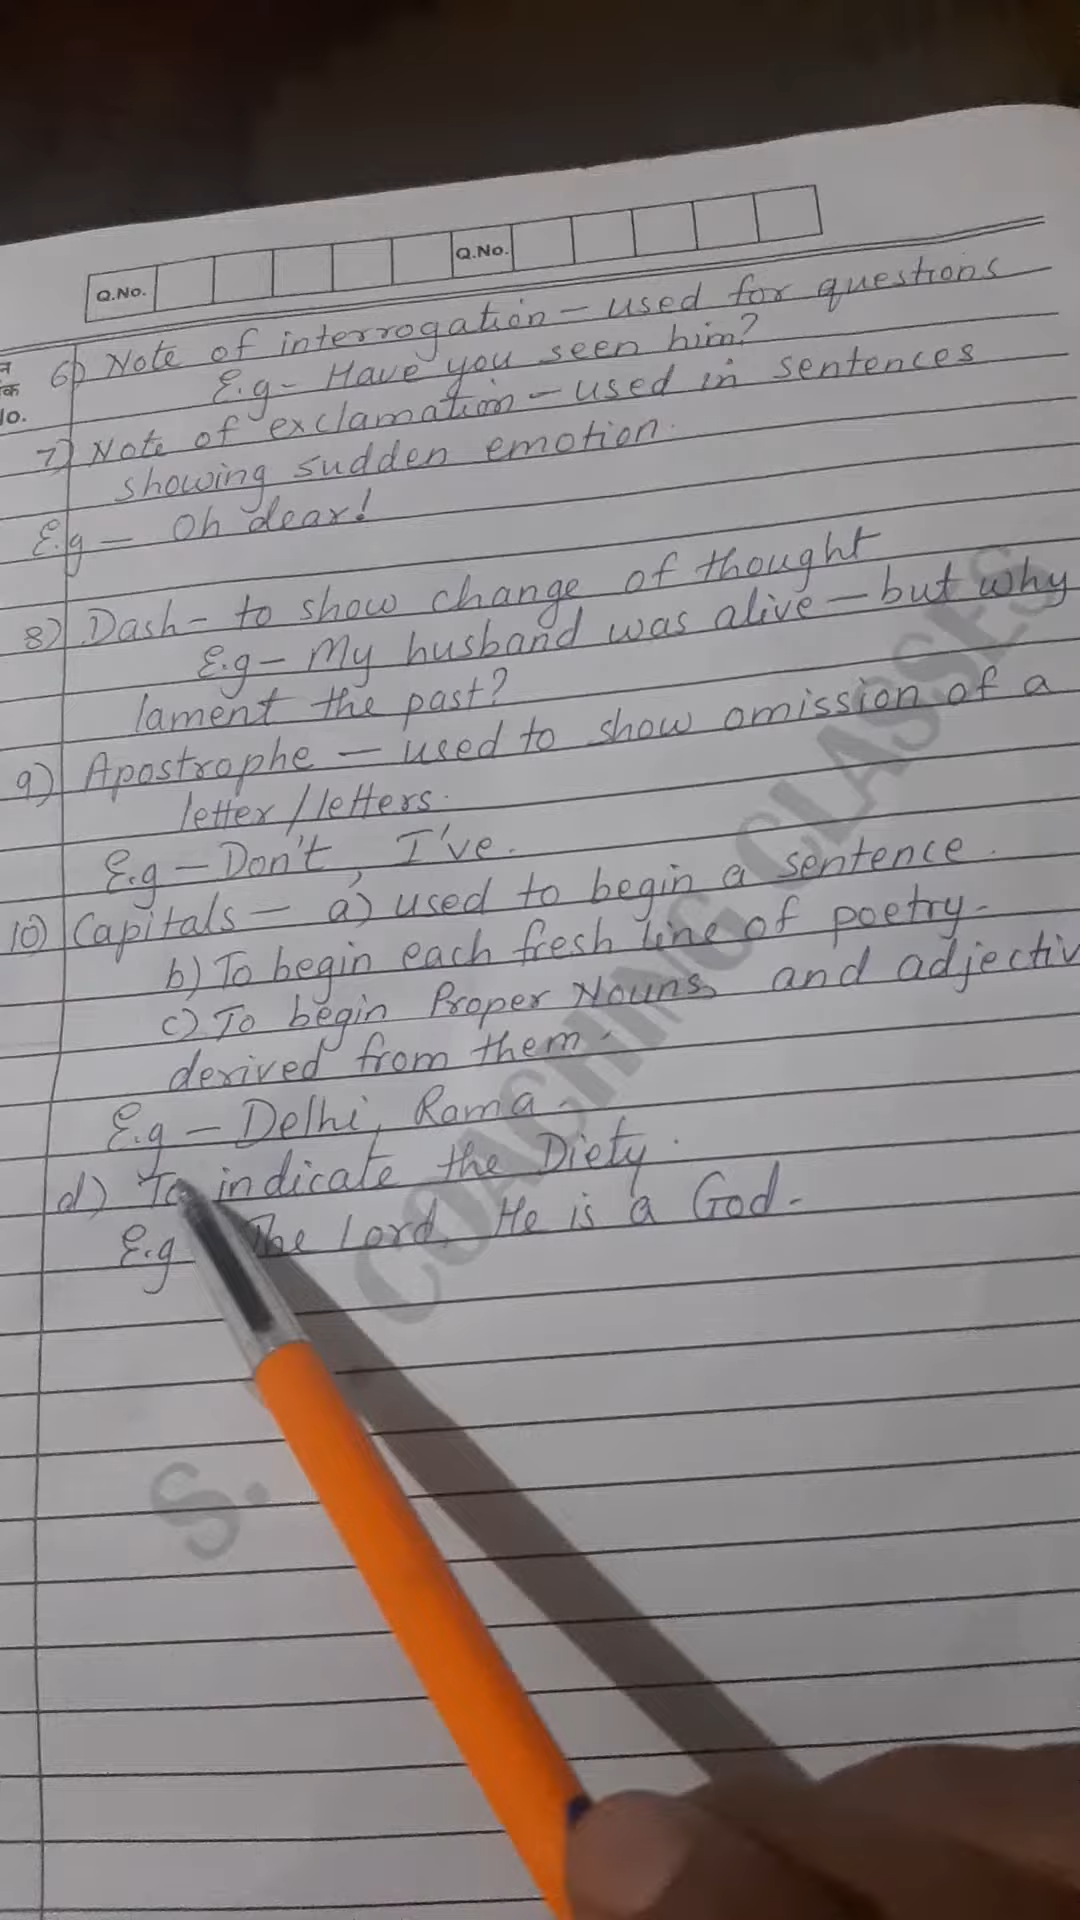 Q.No. Q.No.
न
क
lo.
6) Note of interrogation - used for questions
E.g - Have you seen him?
7) Note of exclamation - used in sentences
showing sudden emotion.
E.g - Oh dear!
8) Dash - to show change of thought
E.g - My husband was alive - but why
lament the past?
9) Apostrophe - used to show omission of a
letter/letters.
E.g - Don't, I've.
10) Capitals - a) used to begin a sentence.
b) To begin each fresh line of poetry -
c) To begin Proper Nouns and adjectiv
derived from them -
E.g - Delhi, Rama -
d) To indicate the Diety.
E.g The Lord, He is a God -
S. COACHING CLASSES